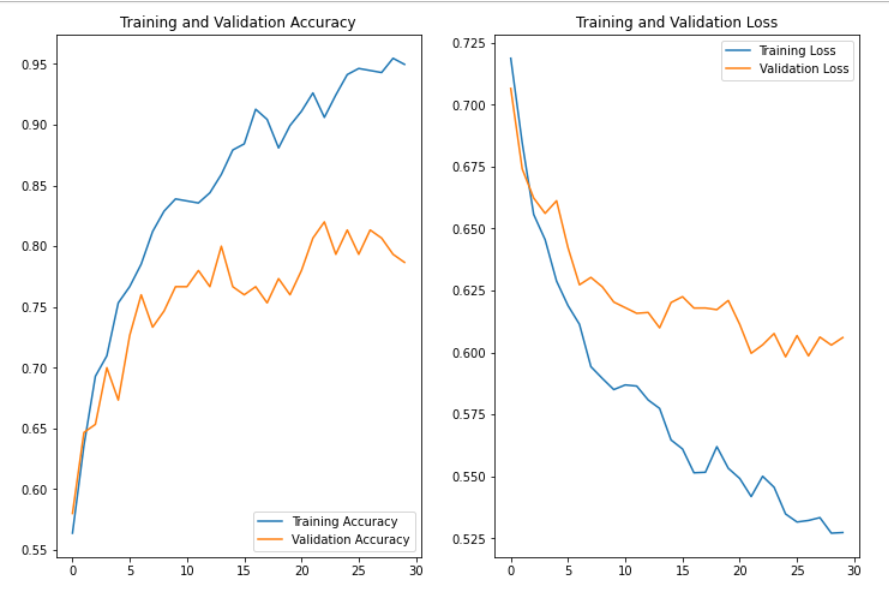 Training and Validation Accuracy
0.95
0.90
0.85
0.80
0.75
0.70
0.65
0.60
0.55
Training Accuracy
Validation Accuracy
0 5 10 15 20 25 30
Training and Validation Loss
0.725
0.700
0.675
0.650
0.625
0.600
0.575
0.550
0.525
Training Loss
Validation Loss
0 5 10 15 20 25 30